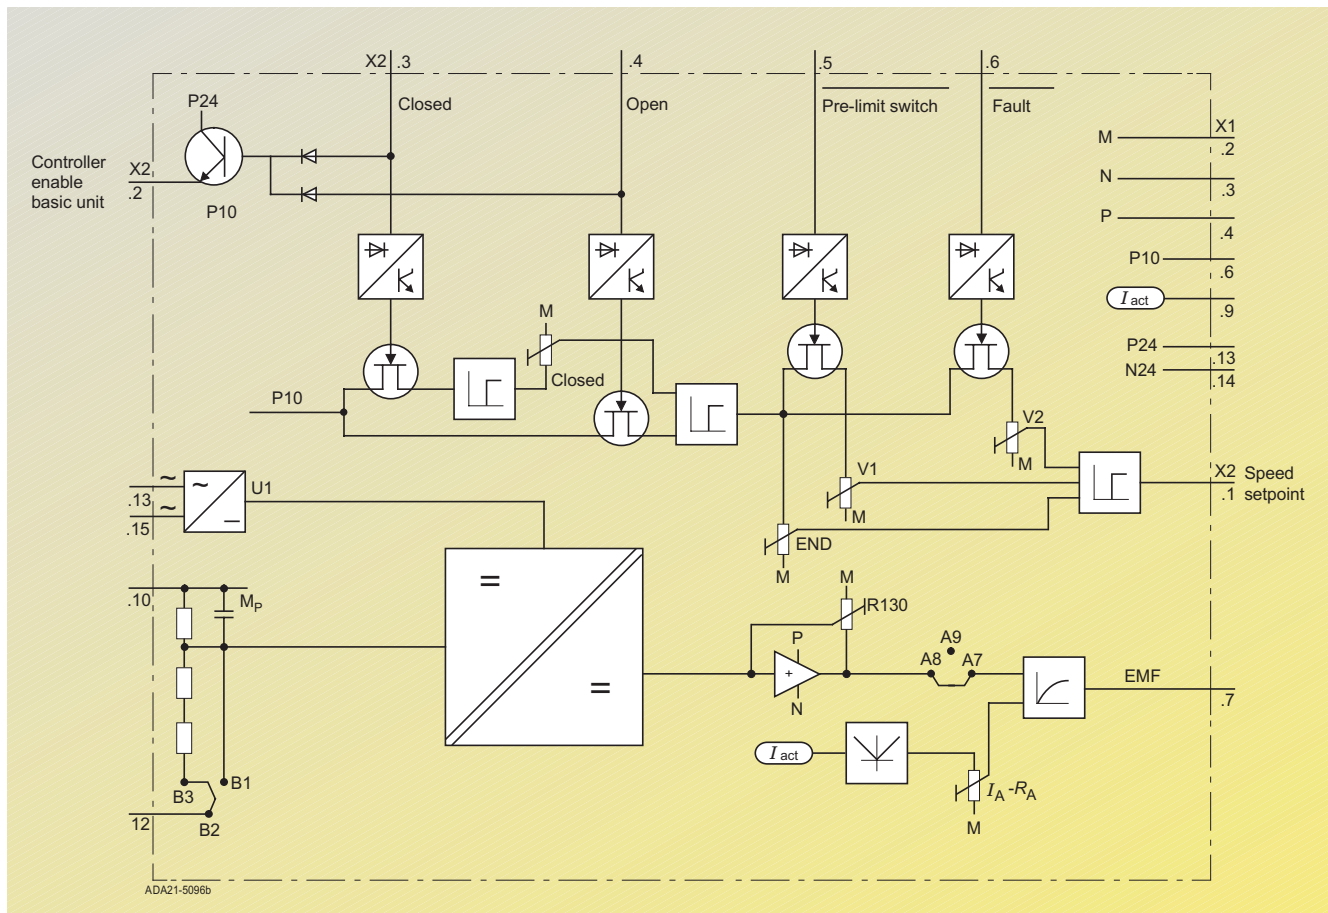 X2 .3
.4
.5
.6
P24
Closed
Open
Pre-limit switch
Fault
Controller
enable
basic unit
X2
.2
P10
M
X1
.2
N
.3
P
.4
P10
.6
I act
.9
P24
.13
N24
.14
M
Closed
P10
V2
M
V1
M
X2
.1
Speed
setpoint
~
~
.13
~
.15
–
U1
END
M
=
=
.10
MP
M
R130
P
+
N
A9
A8
A7
EMF
.7
I act
IA -RA
M
B3
B1
B2
12
ADA21-5096b